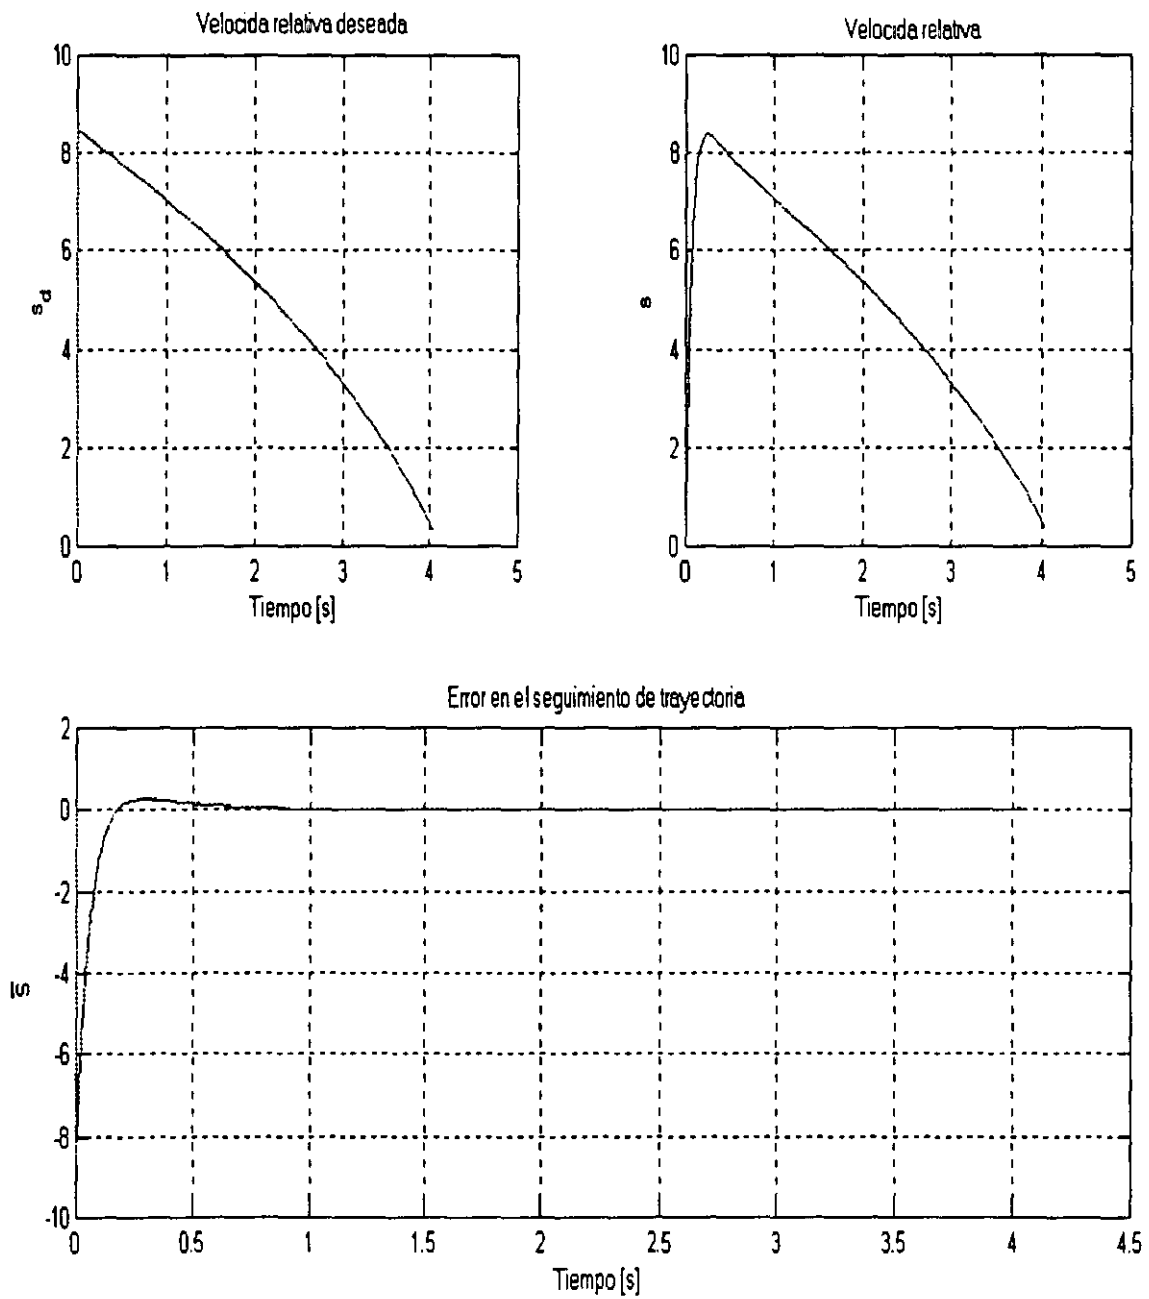 Velocida relativa deseada
10
8
6
4
2
0
s_d
0 1 2 3 4 5
Tiempo [s]
Velocida relativa
10
8
6
4
2
0
s
0 1 2 3 4 5
Tiempo [s]
Error en el seguimiento de trayectoria
2
0
-2
-4
-6
-8
-10
s̅
0 0.5 1 1.5 2 2.5 3 3.5 4 4.5
Tiempo [s]